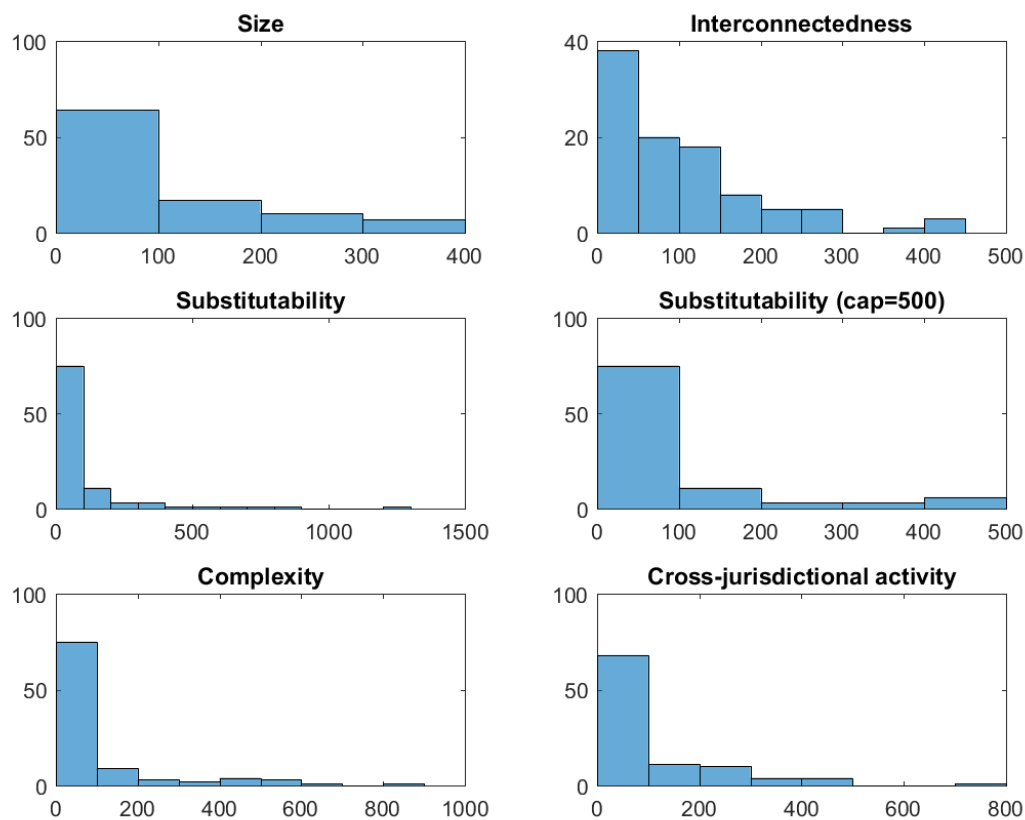 Size
100
50
0
0 100 200 300 400
Interconnectedness
40
20
0
0 100 200 300 400 500
Substitutability
100
50
0
0 500 1000 1500
Substitutability (cap=500)
100
50
0
0 100 200 300 400 500
Complexity
100
50
0
0 200 400 600 800 1000
Cross-jurisdictional activity
100
50
0
0 200 400 600 800